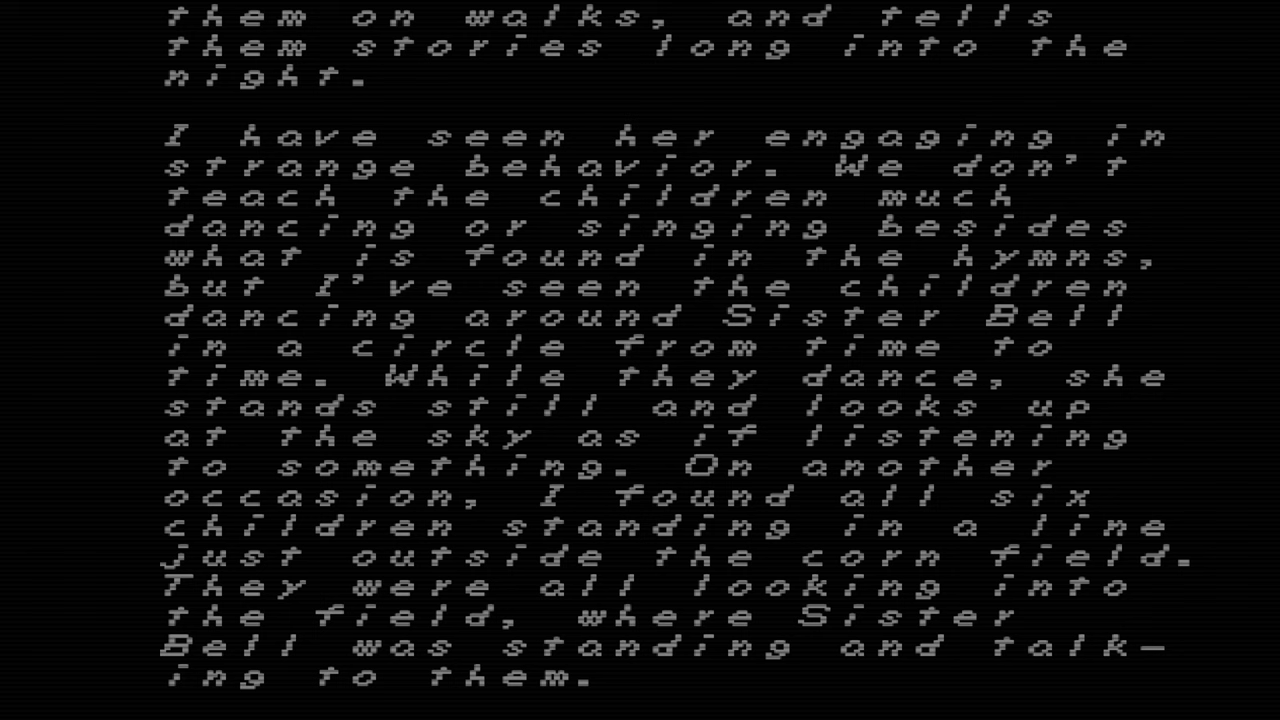 them on walks, and tells
them stories long into the
night.
I have seen her engaging in
strange behavior. We don't
teach the children much
dancing or singing besides
what is found in the hymns,
but I've seen the children
dancing around Sister Bell
in a circle from time to
time. While they dance, she
stands still and looks up
at the sky as if listening
to something. On another
occasion, I found all six
children standing in a line
just outside the corn field.
They were all looking into
the field, where Sister
Bell was standing and talk-
ing to them.